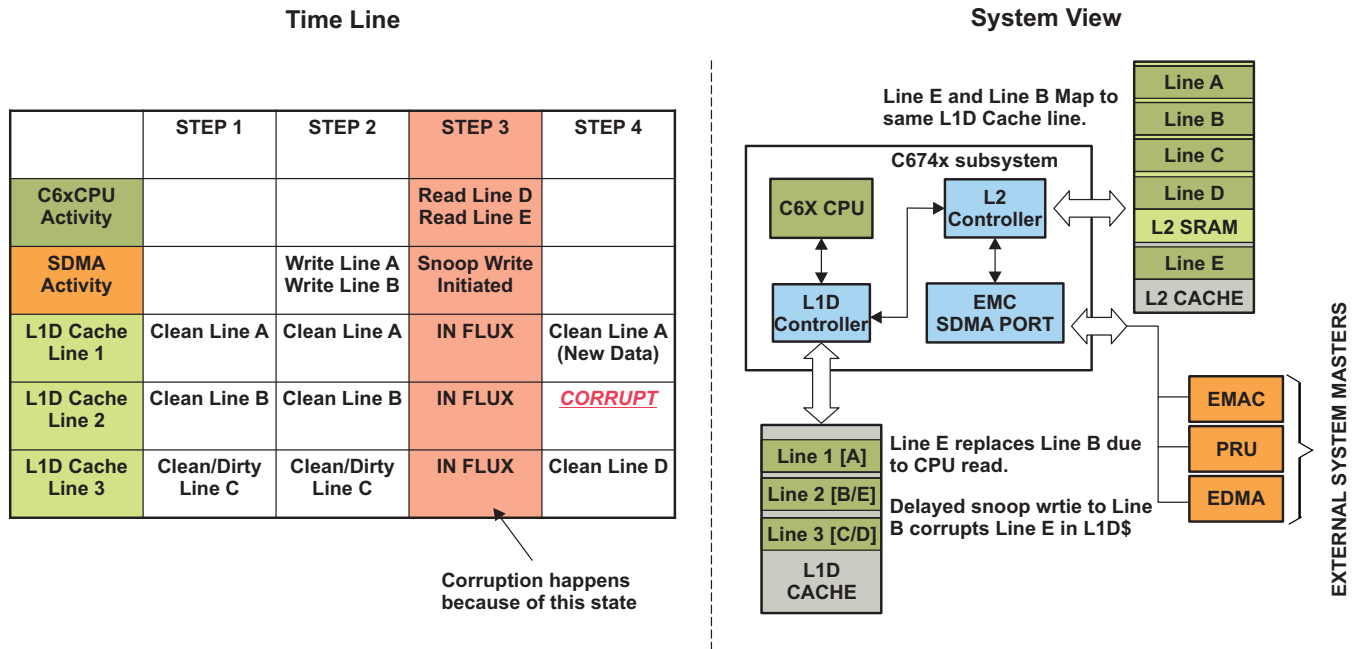 Time Line
STEP 1
STEP 2
STEP 3
STEP 4
C6xCPU
Activity
Read Line D
Read Line E
SDMA
Activity
Write Line A
Write Line B
Snoop Write
Initiated
L1D Cache
Line 1
Clean Line A
Clean Line A
IN FLUX
Clean Line A
(New Data)
L1D Cache
Line 2
Clean Line B
Clean Line B
IN FLUX
CORRUPT
L1D Cache
Line 3
Clean/Dirty
Line C
Clean/Dirty
Line C
IN FLUX
Clean Line D
Corruption happens
because of this state
System View
Line E and Line B Map to
same L1D Cache line.
C674x subsystem
C6X CPU
L2
Controller
L1D
Controller
EMC
SDMA PORT
Line A
Line B
Line C
Line D
L2 SRAM
Line E
L2 CACHE
Line 1 [A]
Line 2 [B/E]
Line 3 [C/D]
L1D
CACHE
Line E replaces Line B due
to CPU read.
Delayed snoop wrtie to Line
B corrupts Line E in L1D$
EMAC
PRU
EDMA
EXTERNAL SYSTEM MASTERS